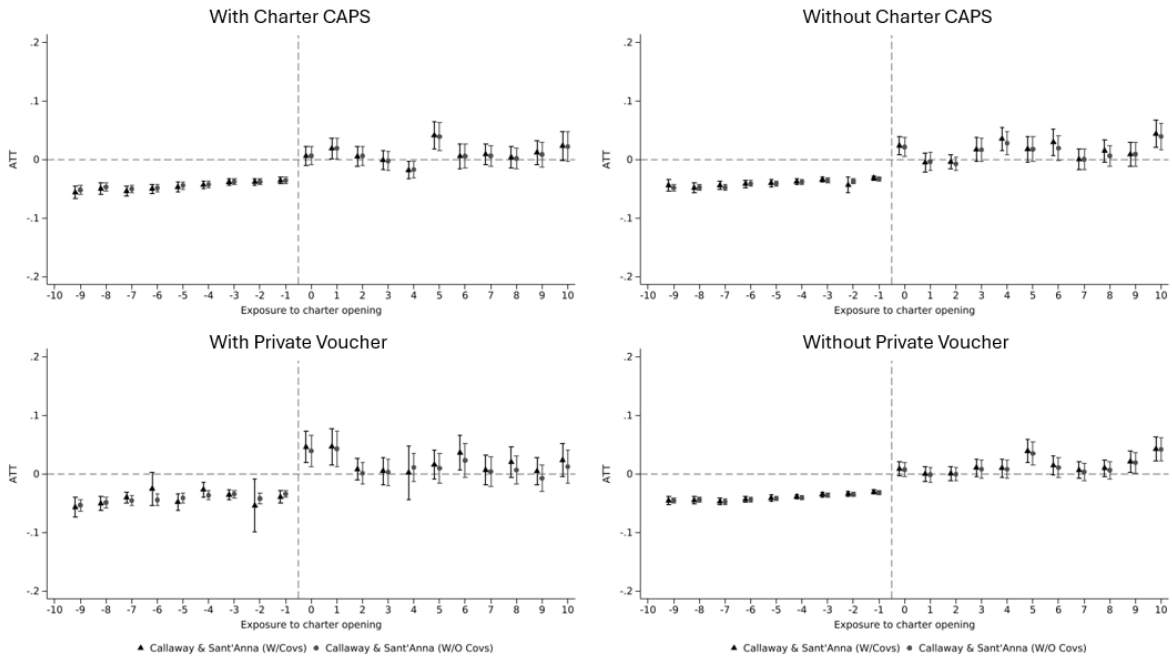 With Charter CAPS
.2
.1
0
-.1
-.2
ATT
-10 -9 -8 -7 -6 -5 -4 -3 -2 -1 0 1 2 3 4 5 6 7 8 9 10
Exposure to charter opening
Without Charter CAPS
.2
.1
0
-.1
-.2
ATT
-10 -9 -8 -7 -6 -5 -4 -3 -2 -1 0 1 2 3 4 5 6 7 8 9 10
Exposure to charter opening
With Private Voucher
.2
.1
0
-.1
-.2
ATT
-10 -9 -8 -7 -6 -5 -4 -3 -2 -1 0 1 2 3 4 5 6 7 8 9 10
Exposure to charter opening
Callaway & Sant'Anna (W/Covs) Callaway & Sant'Anna (W/O Covs)
Without Private Voucher
.2
.1
0
-.1
-.2
ATT
-10 -9 -8 -7 -6 -5 -4 -3 -2 -1 0 1 2 3 4 5 6 7 8 9 10
Exposure to charter opening
Callaway & Sant'Anna (W/Covs) Callaway & Sant'Anna (W/O Covs)